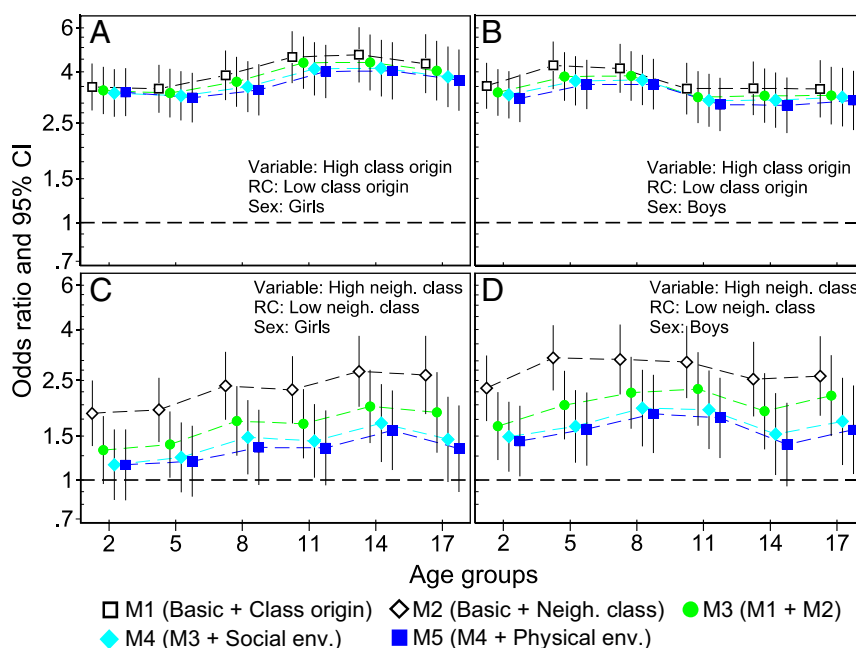 Odds ratio and 95% CI
A
6
4
2.5
1.5
1
.7
Variable: High class origin
RC: Low class origin
Sex: Girls
B
Variable: High class origin
RC: Low class origin
Sex: Boys
C
6
4
2.5
1.5
1
.7
Variable: High neigh. class
RC: Low neigh. class
Sex: Girls
D
Variable: High neigh. class
RC: Low neigh. class
Sex: Boys
2 5 8 11 14 17 2 5 8 11 14 17
Age groups
M1 (Basic + Class origin) M2 (Basic + Neigh. class) M3 (M1 + M2)
M4 (M3 + Social env.) M5 (M4 + Physical env.)